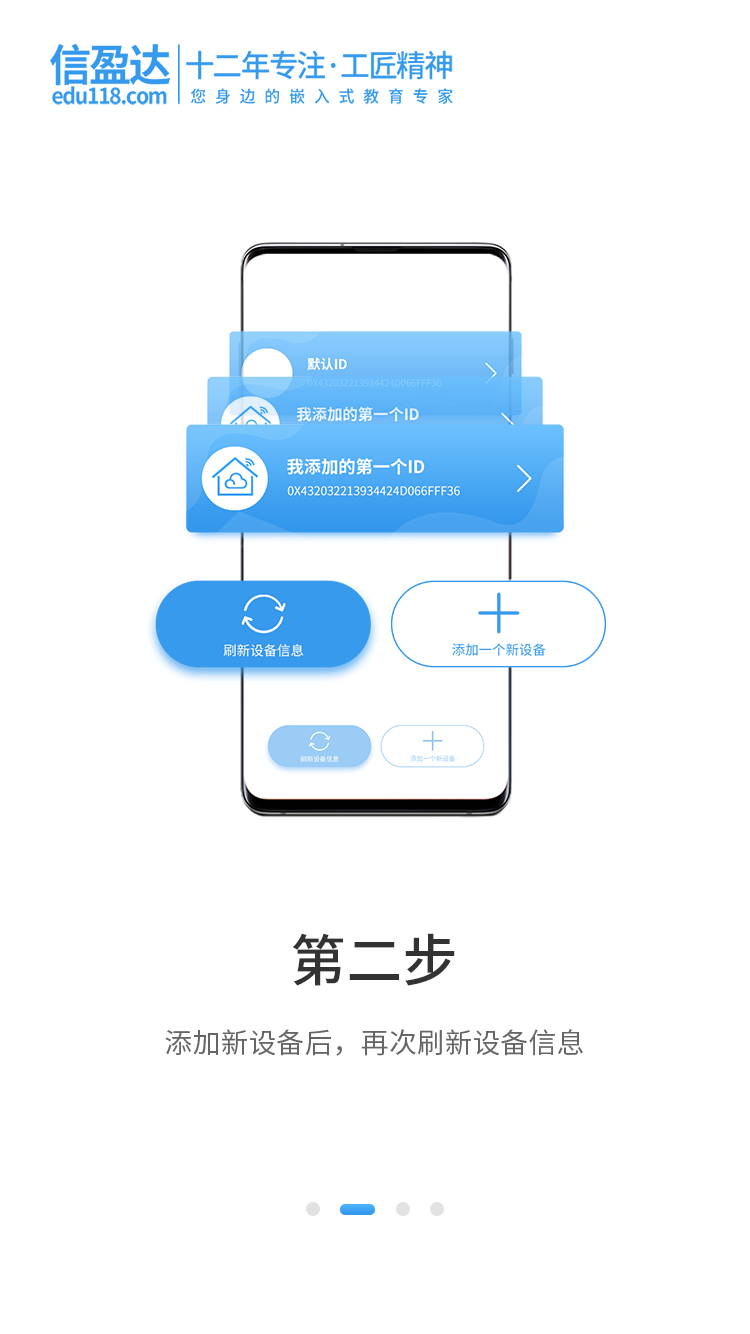 信盈达
edu118.com
十二年专注·工匠精神
您身边的嵌入式教育专家
默认ID
0X432032213934424D066FFF36
我添加的第一个ID
我添加的第一个ID
0X432032213934424D066FFF36
刷新设备信息
添加一个新设备
刷新设备信息
添加一个新设备
第二步
添加新设备后，再次刷新设备信息